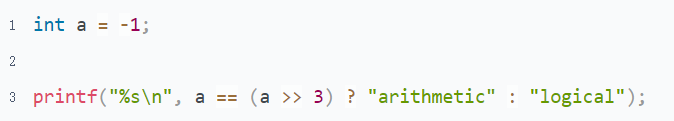 1 int a = -1;
2
3 printf("%s\n", a == (a >> 3) ? "arithmetic" : "logical");